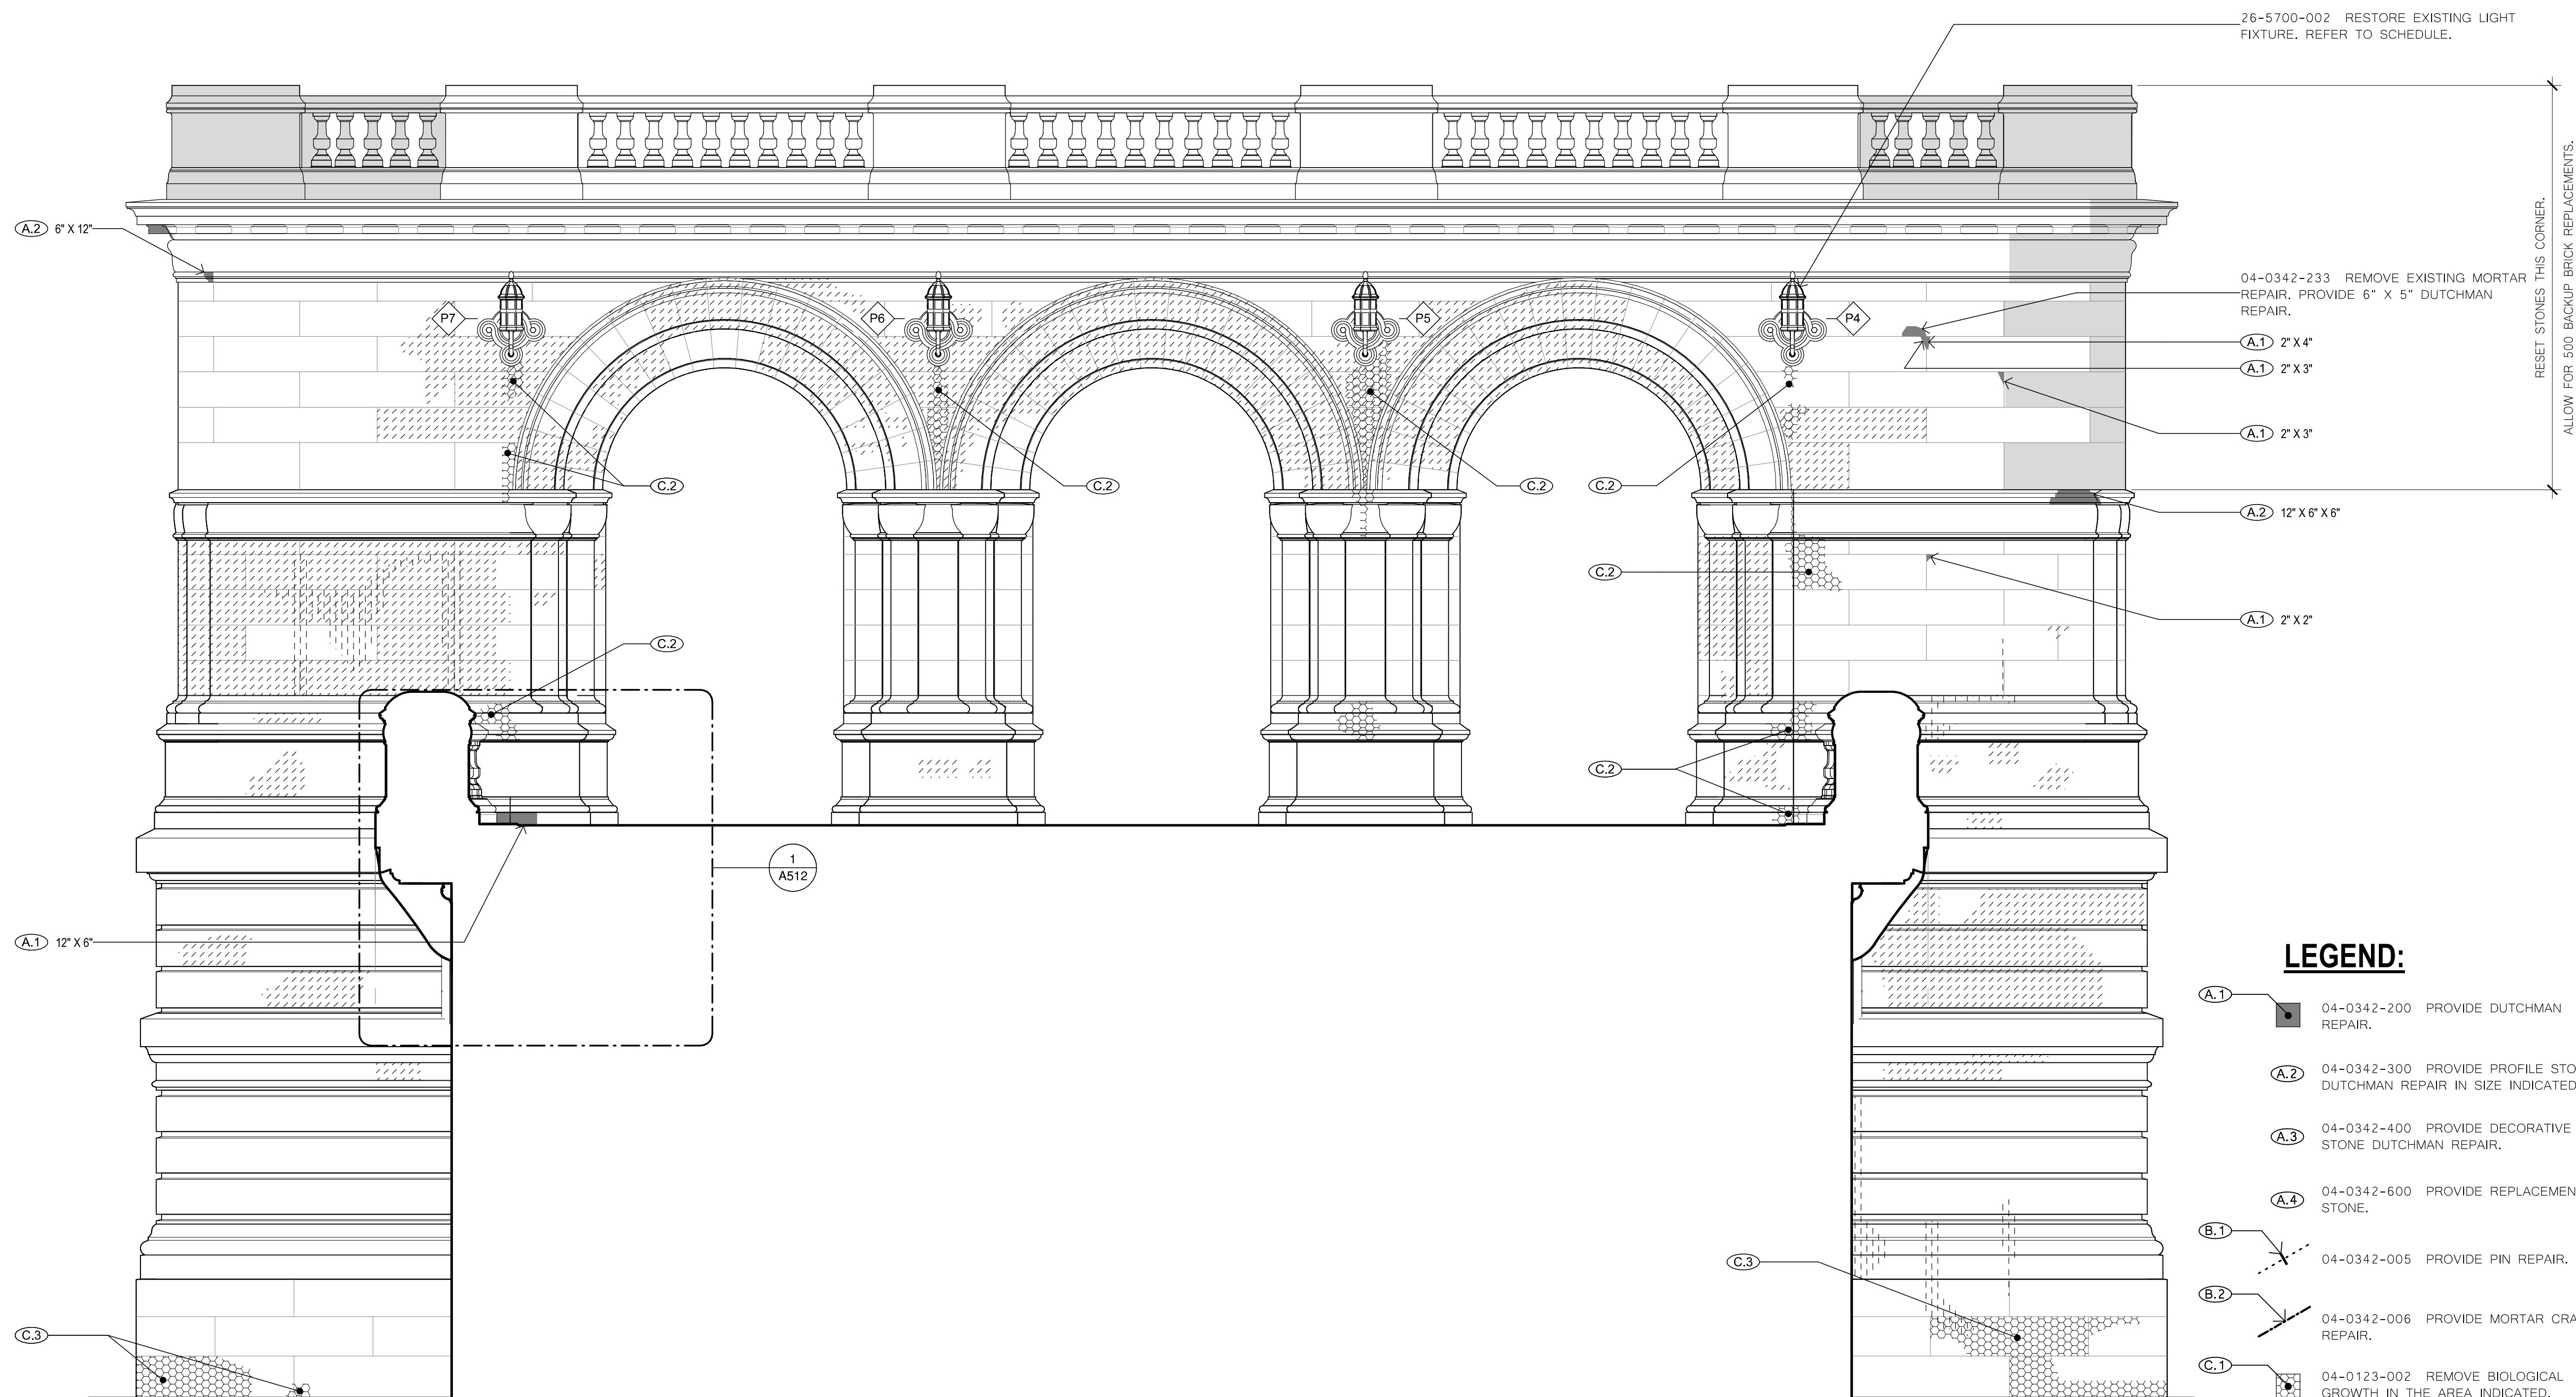 26-5700-002 RESTORE EXISTING LIGHT
FIXTURE. REFER TO SCHEDULE.
RESET STONES THIS CORNER.
ALLOW FOR 500 BACKUP BRICK REPLACEMENTS.
A.2 6" X 12"
04-0342-233 REMOVE EXISTING MORTAR
REPAIR. PROVIDE 6" X 5" DUTCHMAN
REPAIR.
P7
P6
P5
P4
A.1 2" X 4"
A.1 2" X 3"
A.1 2" X 3"
C.2
C.2
C.2
C.2
A.2 12" X 6" X 6"
C.2
A.1 2" X 2"
C.2
C.2
1
A512
A.1 12" X 6"
LEGEND:
A.1
04-0342-200 PROVIDE DUTCHMAN
REPAIR.
A.2
04-0342-300 PROVIDE PROFILE STO
DUTCHMAN REPAIR IN SIZE INDICATED
A.3
04-0342-400 PROVIDE DECORATIVE
STONE DUTCHMAN REPAIR.
A.4
04-0342-600 PROVIDE REPLACEMEN
STONE.
B.1
04-0342-005 PROVIDE PIN REPAIR.
B.2
04-0342-006 PROVIDE MORTAR CRA
REPAIR.
C.1
04-0123-002 REMOVE BIOLOGICAL
GROWTH IN THE AREA INDICATED.
C.3
C.3